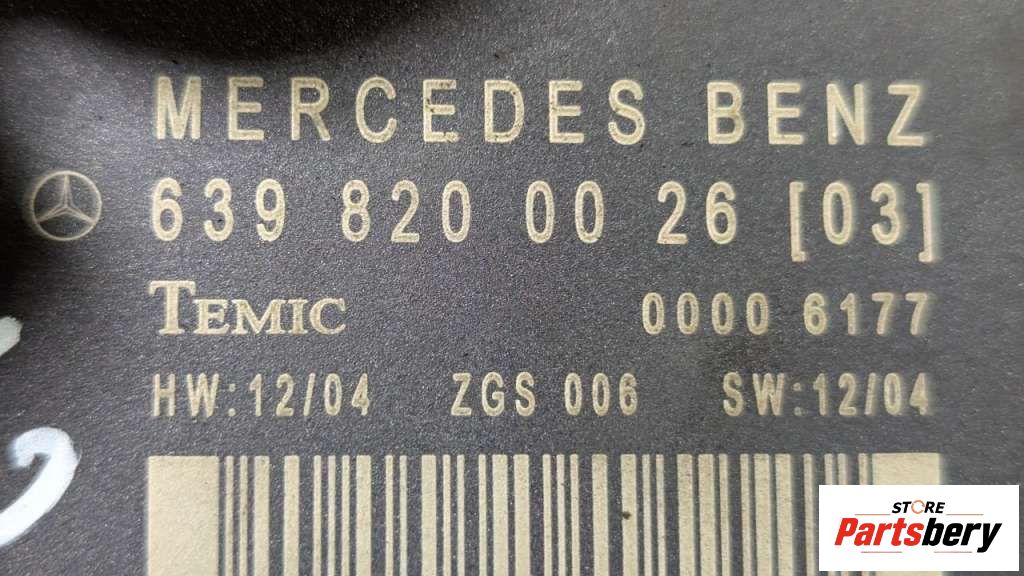 MERCEDES BENZ
639 820 00 26 [03]
TEMIC 0000 6177
HW:12/04 ZGS 006 SW:12/04
STORE
Partsbery